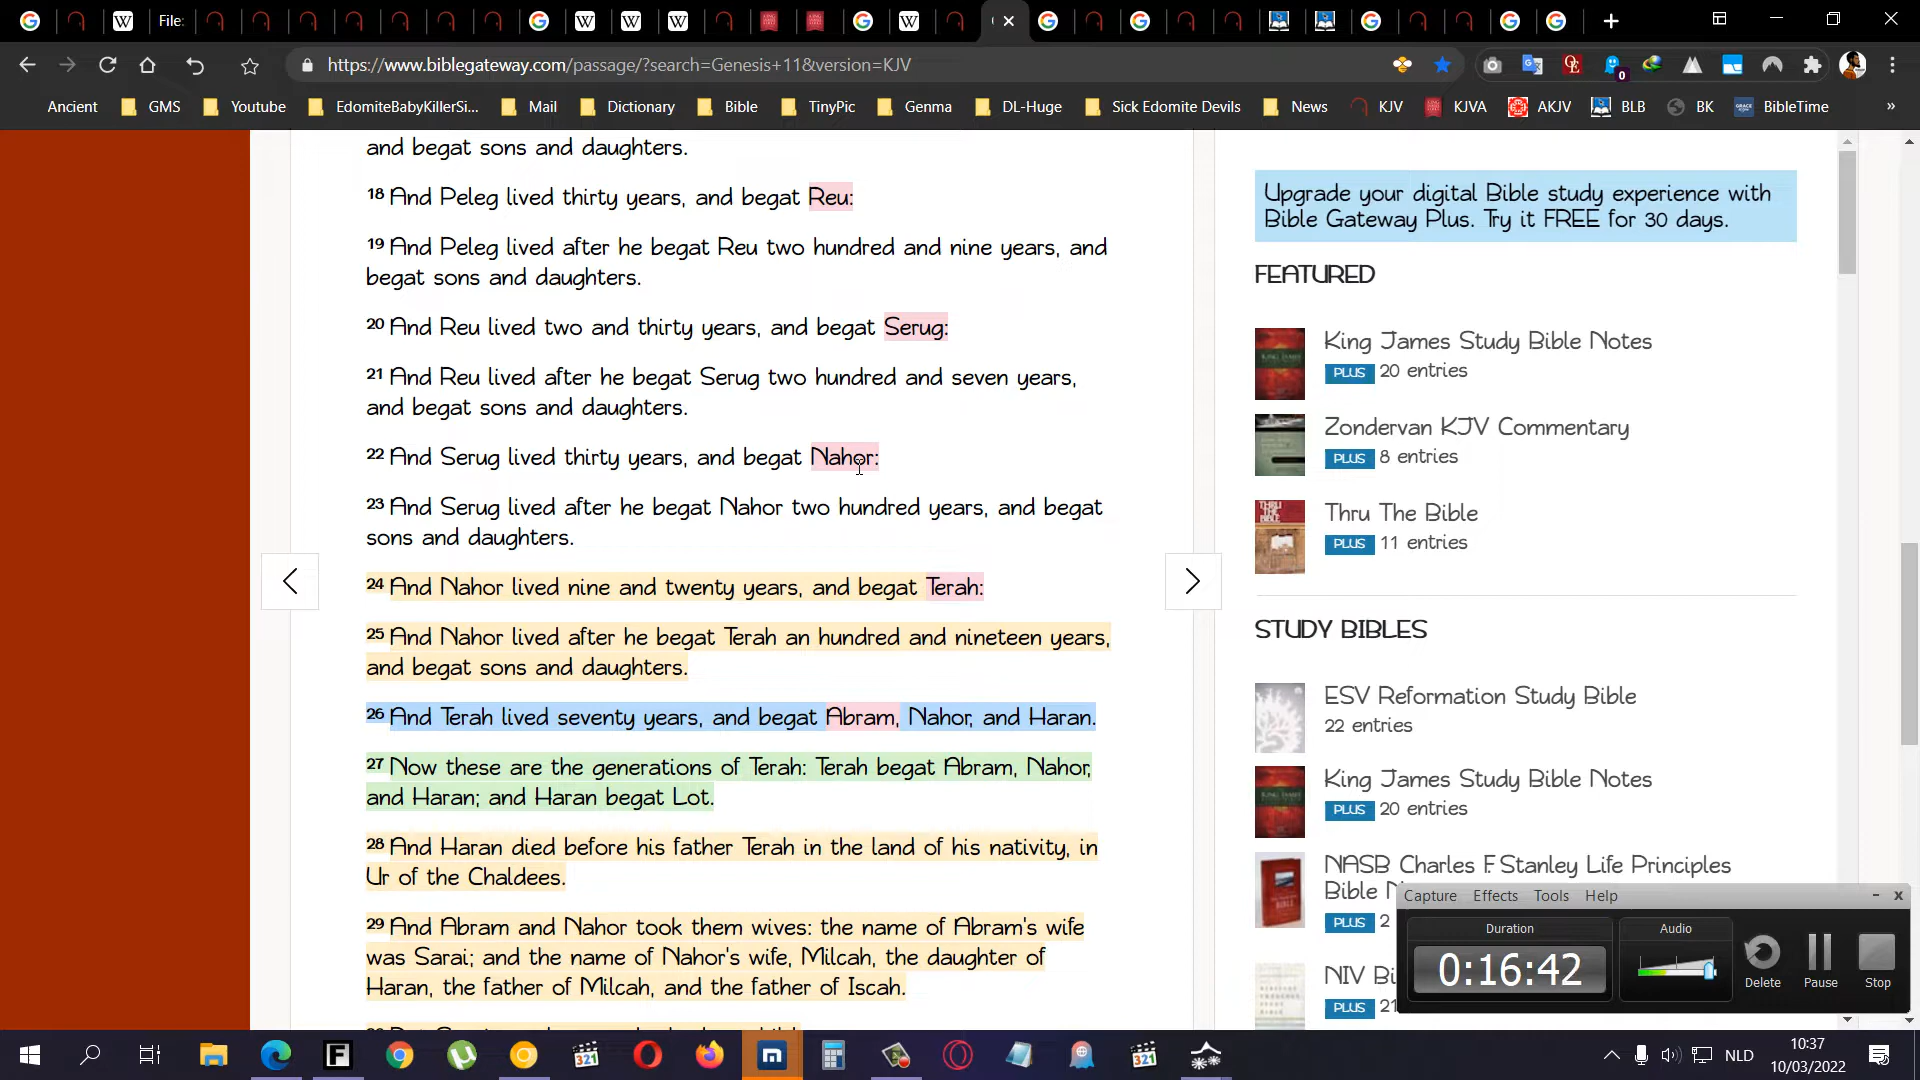 File:
https://www.biblegateway.com/passage/?search=Genesis+11&version=KJV
0
Ancient GMS Youtube EdomiteBabyKillerSi... Mail Dictionary Bible TinyPic Genma DL-Huge Sick Edomite Devils News KJV KJVA AKJV BLB BK BibleTime »
and begat sons and daughters.
18 And Peleg lived thirty years, and begat Reu:
19 And Peleg lived after he begat Reu two hundred and nine years, and
begat sons and daughters.
20 And Reu lived two and thirty years, and begat Serug:
21 And Reu lived after he begat Serug two hundred and seven years,
and begat sons and daughters.
22 And Serug lived thirty years, and begat Nahor:
23 And Serug lived after he begat Nahor two hundred years, and begat
sons and daughters.
24 And Nahor lived nine and twenty years, and begat Terah:
25 And Nahor lived after he begat Terah an hundred and nineteen years,
and begat sons and daughters.
26 And Terah lived seventy years, and begat Abram, Nahor, and Haran.
27 Now these are the generations of Terah: Terah begat Abram, Nahor,
and Haran; and Haran begat Lot.
28 And Haran died before his father Terah in the land of his nativity, in
Ur of the Chaldees.
29 And Abram and Nahor took them wives: the name of Abram's wife
was Sarai; and the name of Nahor's wife, Milcah, the daughter of
Haran, the father of Milcah, and the father of Iscah.
Upgrade your digital Bible study experience with
Bible Gateway Plus. Try it FREE for 30 days.
FEATURED
King James Study Bible Notes
PLUS 20 entries
Zondervan KJV Commentary
PLUS 8 entries
Thru The Bible
PLUS 11 entries
STUDY BIBLES
ESV Reformation Study Bible
22 entries
King James Study Bible Notes
PLUS 20 entries
NASB Charles F. Stanley Life Principles
Bible N
PLUS 2
NIV Bi
PLUS 21
Capture Effects Tools Help
Duration
0:16:42
Audio
Delete Pause Stop
NLD
10:37
10/03/2022